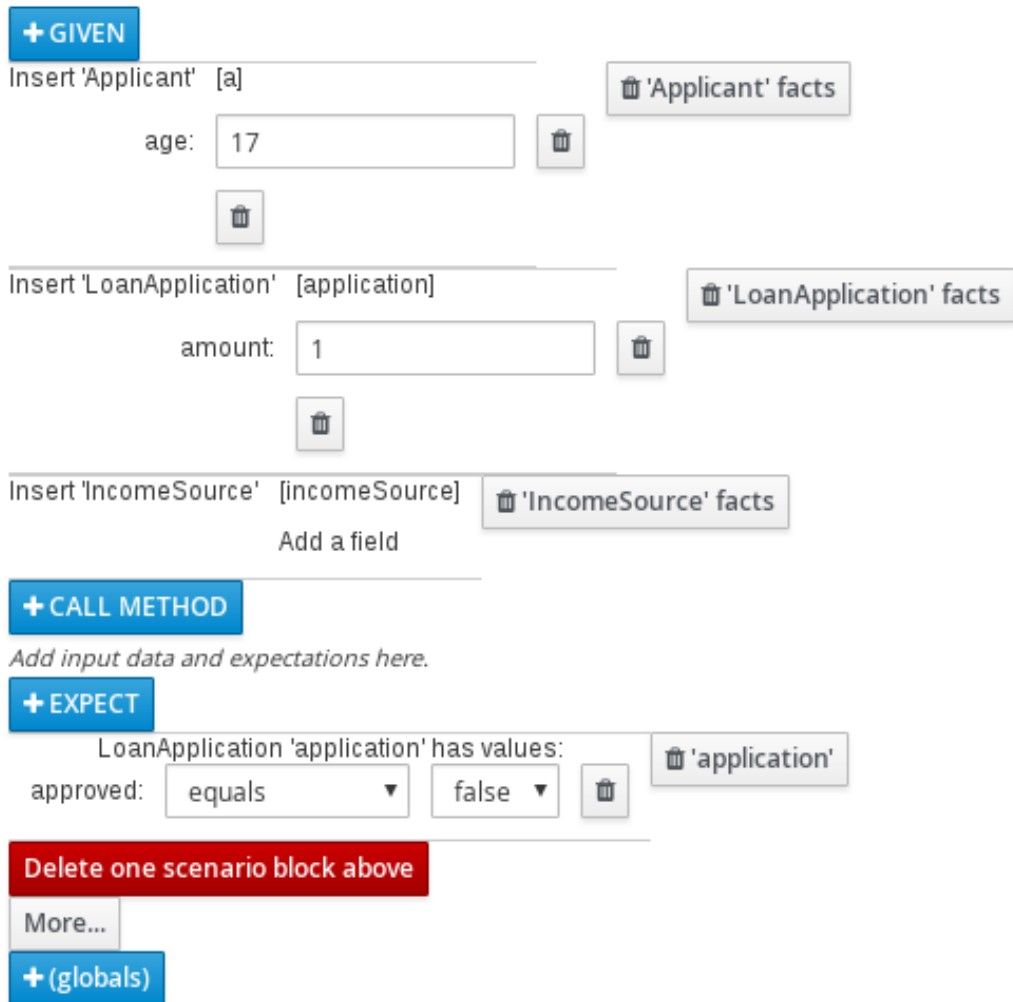 + GIVEN
Insert 'Applicant' [a] 'Applicant' facts
age: 17
Insert 'LoanApplication' [application] 'LoanApplication' facts
amount: 1
Insert 'IncomeSource' [incomeSource] 'IncomeSource' facts
Add a field
+ CALL METHOD
Add input data and expectations here.
+ EXPECT
LoanApplication 'application' has values: 'application'
approved: equals false
Delete one scenario block above
More...
+ (globals)